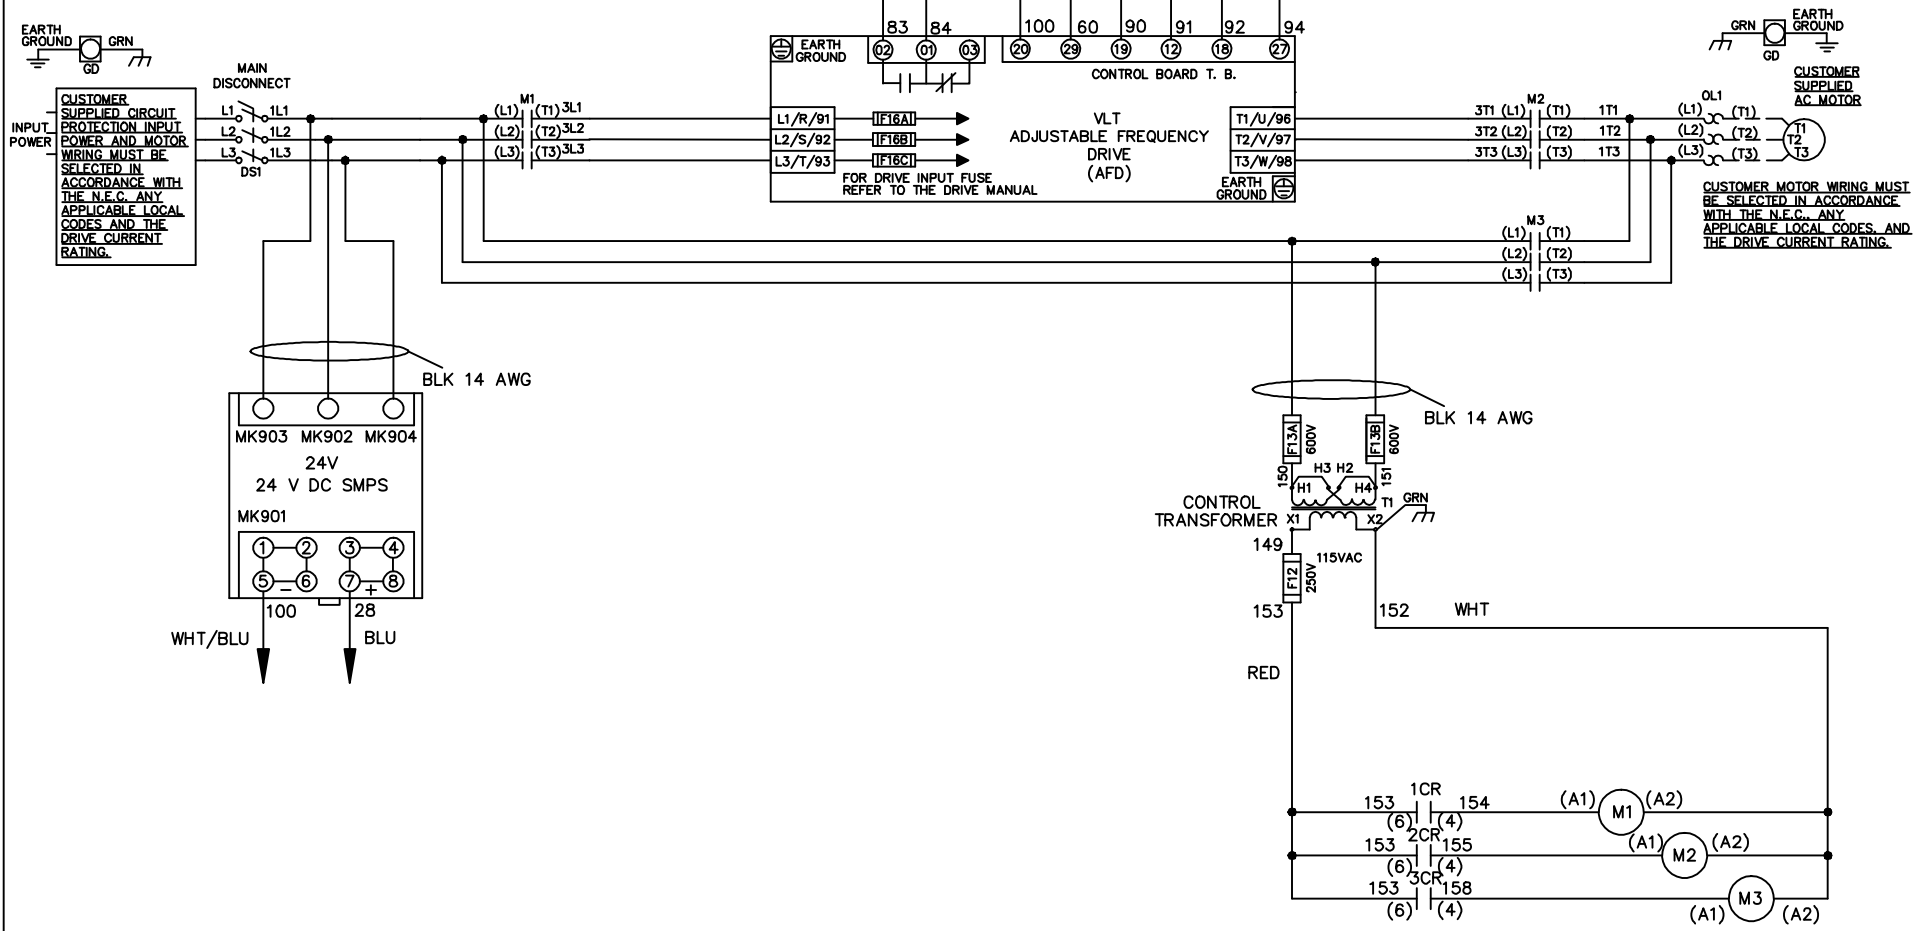 83 84 100 60 90 91 92 94
EARTH
GROUND
GRN
GD
EARTH
GROUND
02 01 03
20 29 19 12 18 27
CONTROL BOARD T. B.
GRN
EARTH
GROUND
GD
MAIN
DISCONNECT
CUSTOMER
SUPPLIED
AC MOTOR
INPUT
POWER
CUSTOMER
SUPPLIED CIRCUIT
PROTECTION INPUT
POWER AND MOTOR
WIRING MUST BE
SELECTED IN
ACCORDANCE WITH
THE N.E.C. ANY
APPLICABLE LOCAL
CODES AND THE
DRIVE CURRENT
RATING.
L1 1L1
L2 1L2
L3 1L3
DS1
M1
(L1) (T1) 3L1
(L2) (T2) 3L2
(L3) (T3) 3L3
L1/R/91
L2/S/92
L3/T/93
F16A
F16B
F16C
FOR DRIVE INPUT FUSE
REFER TO THE DRIVE MANUAL
VLT
ADJUSTABLE FREQUENCY
DRIVE
(AFD)
T1/U/96
T2/V/97
T3/W/98
EARTH
GROUND
M2
3T1 (L1) (T1) 1T1
3T2 (L2) (T2) 1T2
3T3 (L3) (T3) 1T3
OL1
(L1) (T1)
(L2) (T2)
(L3) (T3)
T1
T2
T3
CUSTOMER MOTOR WIRING MUST
BE SELECTED IN ACCORDANCE
WITH THE N.E.C., ANY
APPLICABLE LOCAL CODES, AND
THE DRIVE CURRENT RATING.
M3
(L1) (T1)
(L2) (T2)
(L3) (T3)
BLK 14 AWG
MK903 MK902 MK904
24V
24 V DC SMPS
MK901
1 2 3 4
5 - 6 7 + 8
100 28
WHT/BLU BLU
BLK 14 AWG
F13A 600V
F13B 600V
150 151
H3 H2
H1 H4
CONTROL
TRANSFORMER
T1
GRN
X1 X2
149
115VAC
F12 250V
153 152 WHT
RED
1CR
153 154 (A1) M1 (A2)
(6) (4)
2CR
153 155 (A1) M2 (A2)
(6) (4)
3CR
153 158 M3
(6) (4) (A1) (A2)